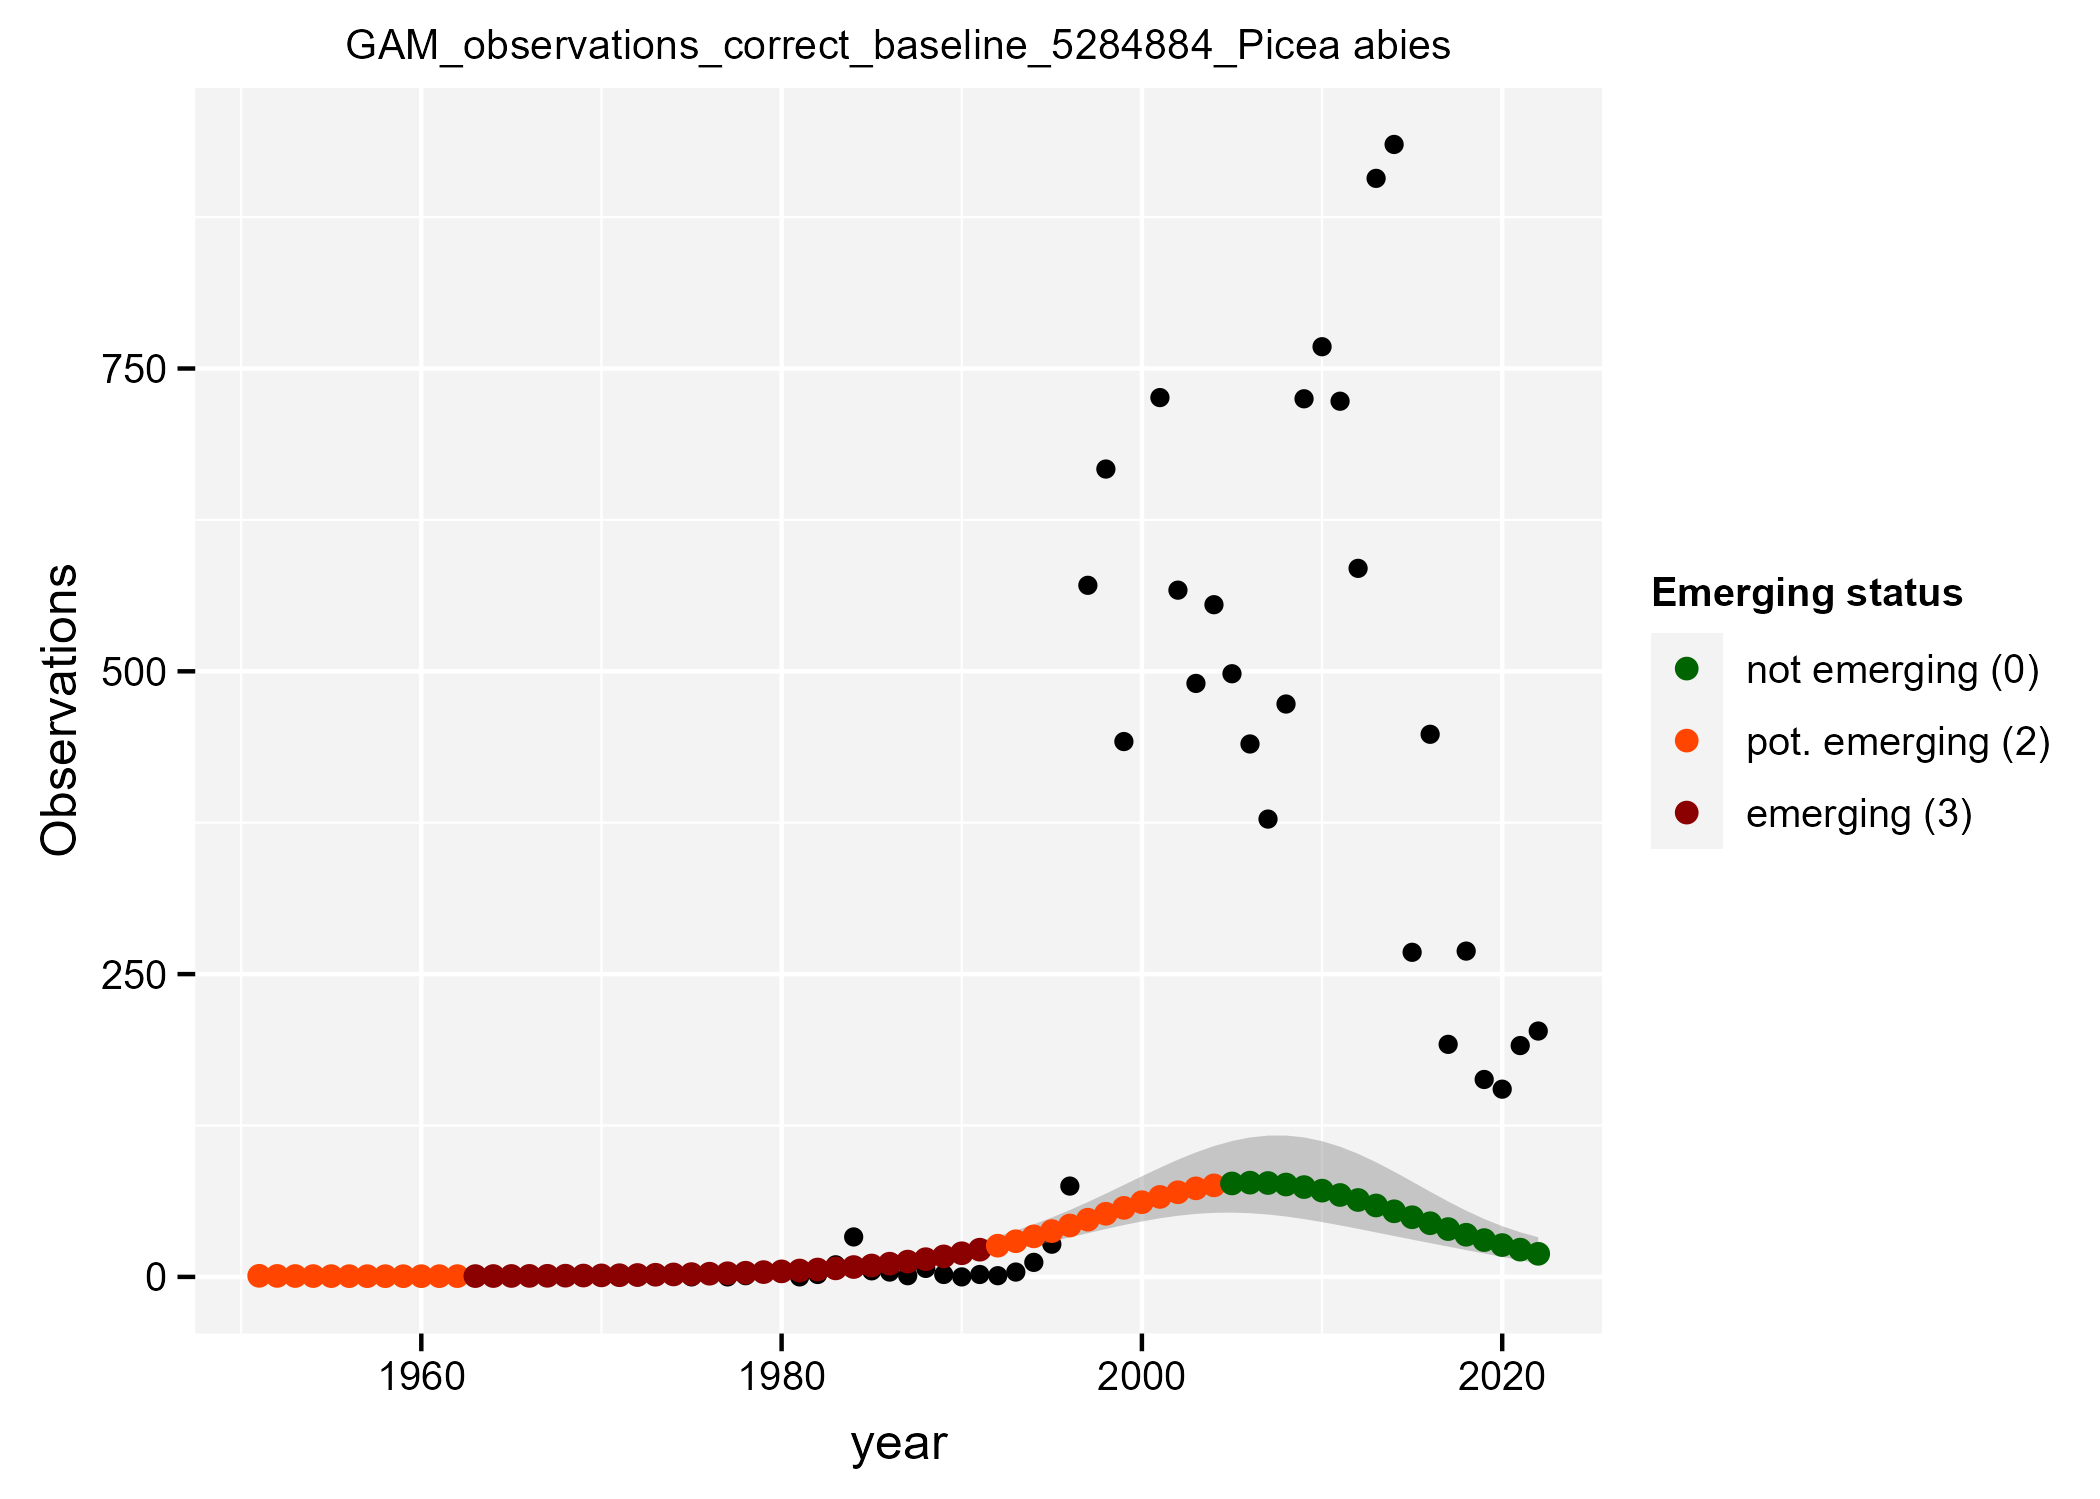 GAM_observations_correct_baseline_5284884_Picea abies
Observations
750
500
250
0
1960 1980 2000 2020
year
Emerging status
not emerging (0)
pot. emerging (2)
emerging (3)